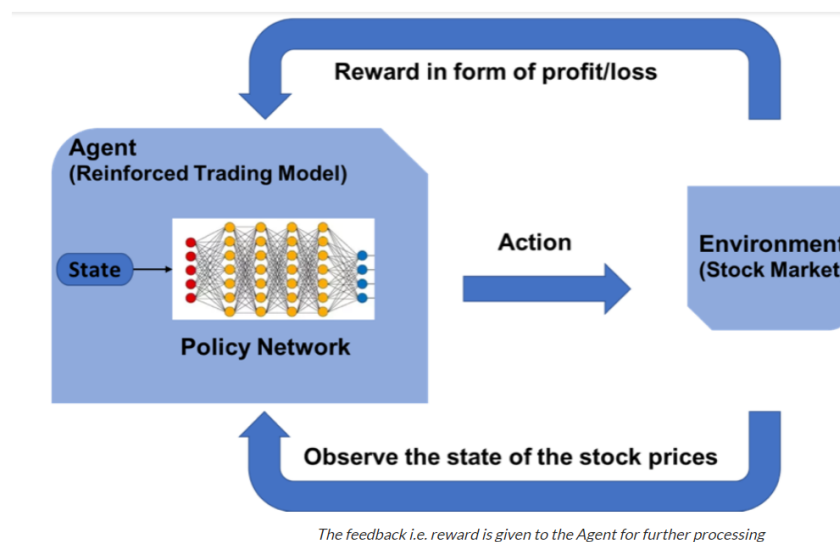 Reward in form of profit/loss
Agent
(Reinforced Trading Model)
State
Policy Network
Action
Environment
(Stock Market
Observe the state of the stock prices
The feedback i.e. reward is given to the Agent for further processing